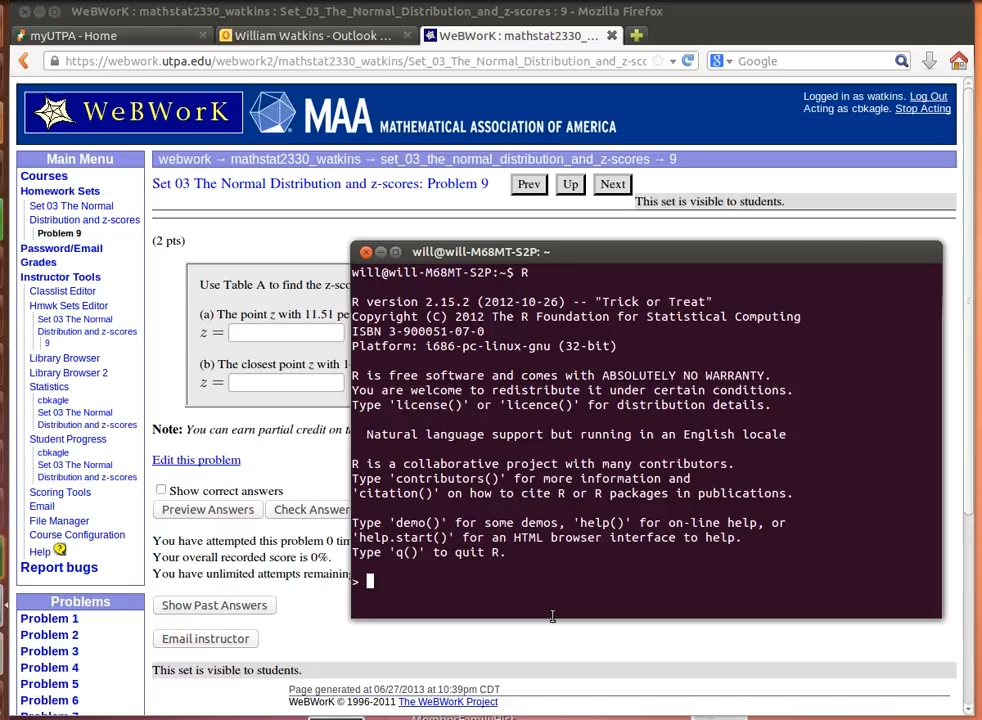 WeBWorK : mathstat2330_watkins : Set_03_The_Normal_Distribution_and_z-scores : 9 - Mozilla Firefox
myUTPA - Home
William Watkins - Outlook ...
WeBWorK : mathstat2330_...
https://webwork.utpa.edu/webwork2/mathstat2330_watkins/Set_03_The_Normal_Distribution_and_z-sc
Google
WeBWorK
MAA MATHEMATICAL ASSOCIATION OF AMERICA
Logged in as watkins. Log Out
Acting as cbkagle. Stop Acting
Main Menu
Courses
Homework Sets
Set 03 The Normal
Distribution and z-scores
Problem 9
Password/Email
Grades
Instructor Tools
Classlist Editor
Hmwk Sets Editor
Set 03 The Normal
Distribution and z-scores
9
Library Browser
Library Browser 2
Statistics
cbkagle
Set 03 The Normal
Distribution and z-scores
Student Progress
cbkagle
Set 03 The Normal
Distribution and z-scores
Scoring Tools
Email
File Manager
Course Configuration
Help
Report bugs
Problems
Problem 1
Problem 2
Problem 3
Problem 4
Problem 5
Problem 6
webwork → mathstat2330_watkins → set_03_the_normal_distribution_and_z-scores → 9
Set 03 The Normal Distribution and z-scores: Problem 9
Prev Up Next
This set is visible to students.
(2 pts)
Use Table A to find the z-sco
(a) The point z with 11.51 pe
z =
(b) The closest point z with 1
z =
Note: You can earn partial credit on t
Edit this problem
Show correct answers
Preview Answers Check Answer
You have attempted this problem 0 tim
Your overall recorded score is 0%.
You have unlimited attempts remaining
Show Past Answers
Email instructor
This set is visible to students.
Page generated at 06/27/2013 at 10:39pm CDT
WeBWorK © 1996-2011 The WeBWorK Project
will@will-M68MT-S2P: ~
will@will-M68MT-S2P:~$ R
R version 2.15.2 (2012-10-26) -- "Trick or Treat"
Copyright (C) 2012 The R Foundation for Statistical Computing
ISBN 3-900051-07-0
Platform: i686-pc-linux-gnu (32-bit)
R is free software and comes with ABSOLUTELY NO WARRANTY.
You are welcome to redistribute it under certain conditions.
Type 'license()' or 'licence()' for distribution details.
Natural language support but running in an English locale
R is a collaborative project with many contributors.
Type 'contributors()' for more information and
'citation()' on how to cite R or R packages in publications.
Type 'demo()' for some demos, 'help()' for on-line help, or
'help.start()' for an HTML browser interface to help.
Type 'q()' to quit R.
>